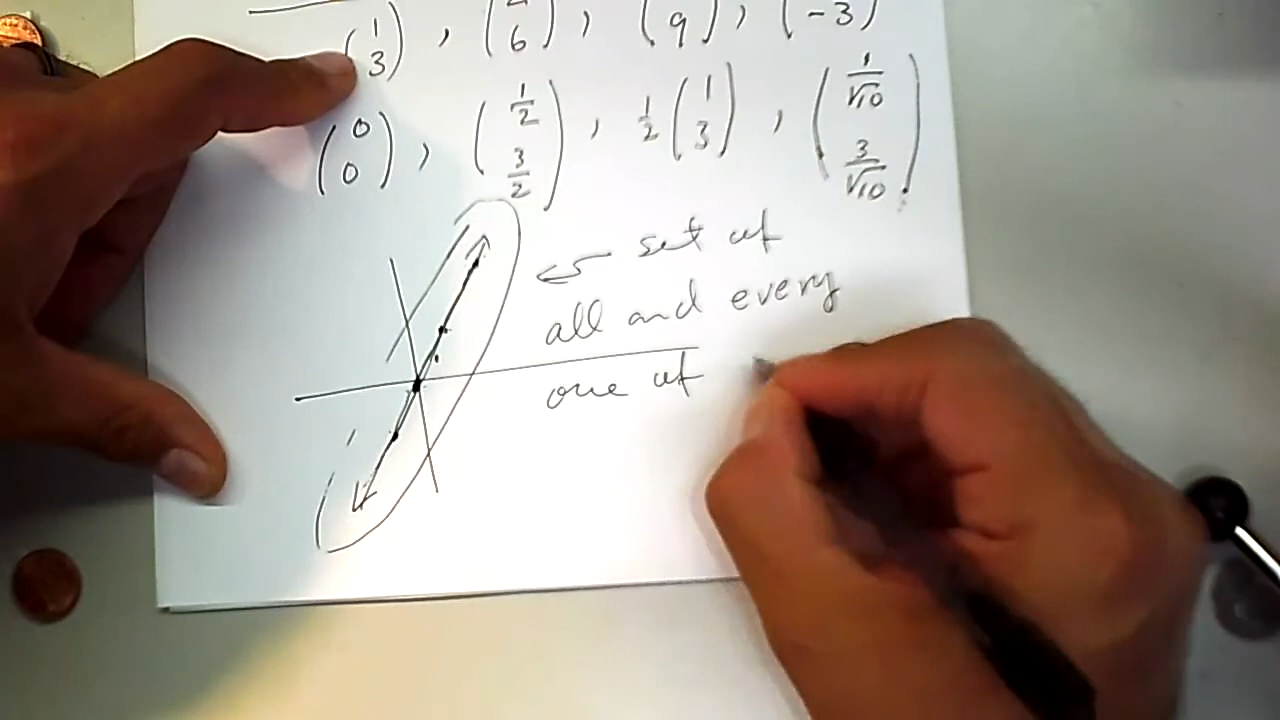 (1 3), ( 6), ( 9), ( -3)
(0 0), (1/2 3/2), 1/2 (1 3), (1/√10 3/√10)
← set of
all and every
one of